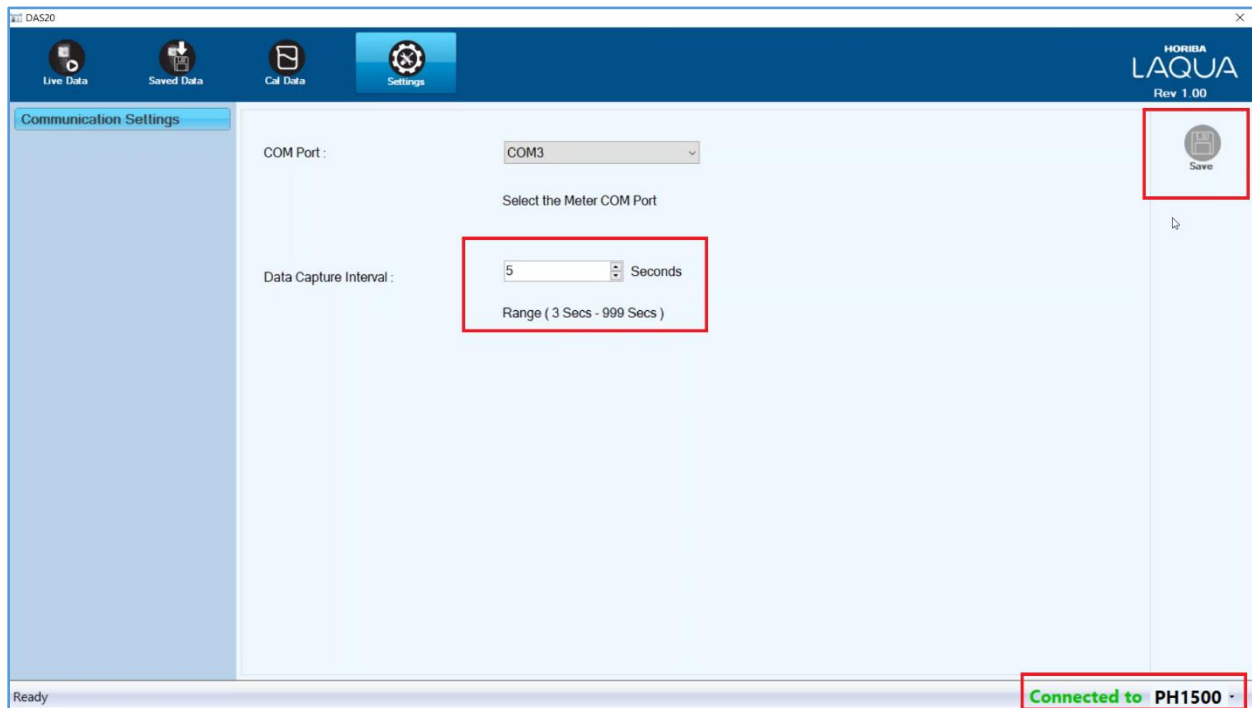 DAS20
Live Data
Saved Data
Cal Data
Settings
HORIBA
LAQUA
Rev 1.00
Communication Settings
COM Port :
COM3
Save
Select the Meter COM Port
Data Capture Interval :
5
Seconds
Range ( 3 Secs - 999 Secs )
Ready
Connected to PH1500